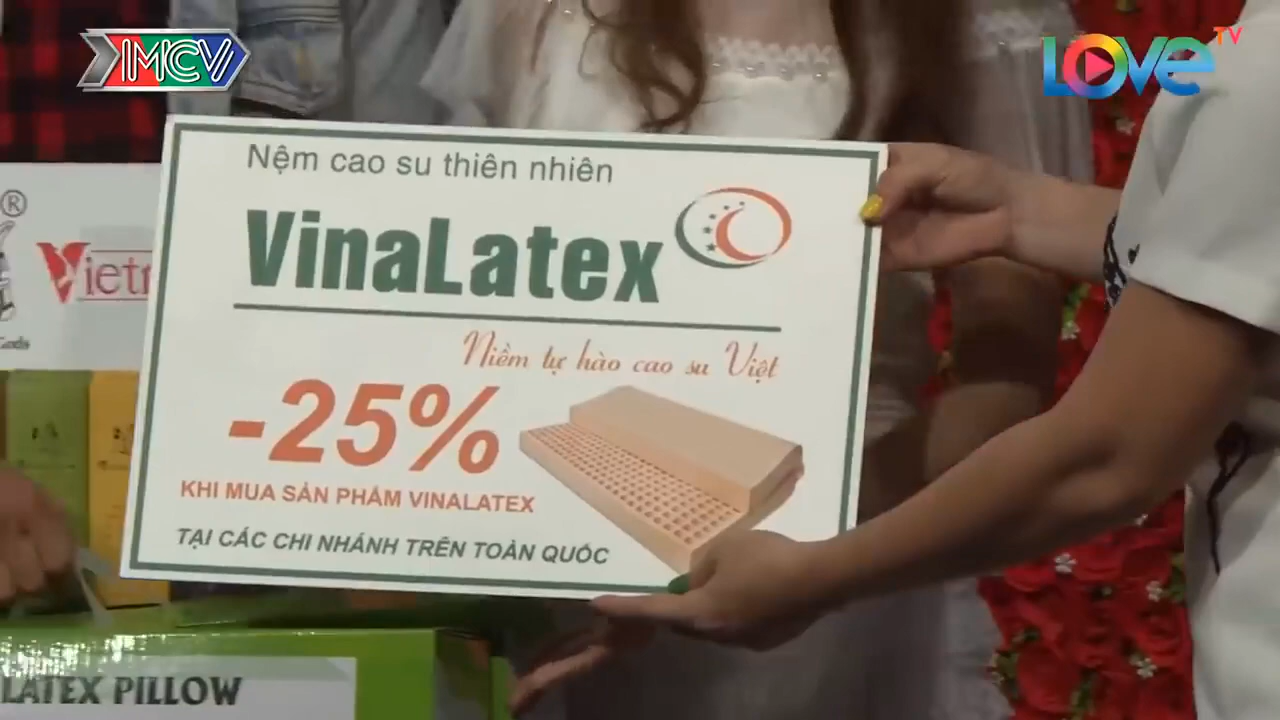 MCV
LOVE TV
Nệm cao su thiên nhiên
VinaLatex
Niềm tự hào cao su Việt
-25%
KHI MUA SẢN PHẨM VINALATEX
TẠI CÁC CHI NHÁNH TRÊN TOÀN QUỐC
®
LATEX PILLOW